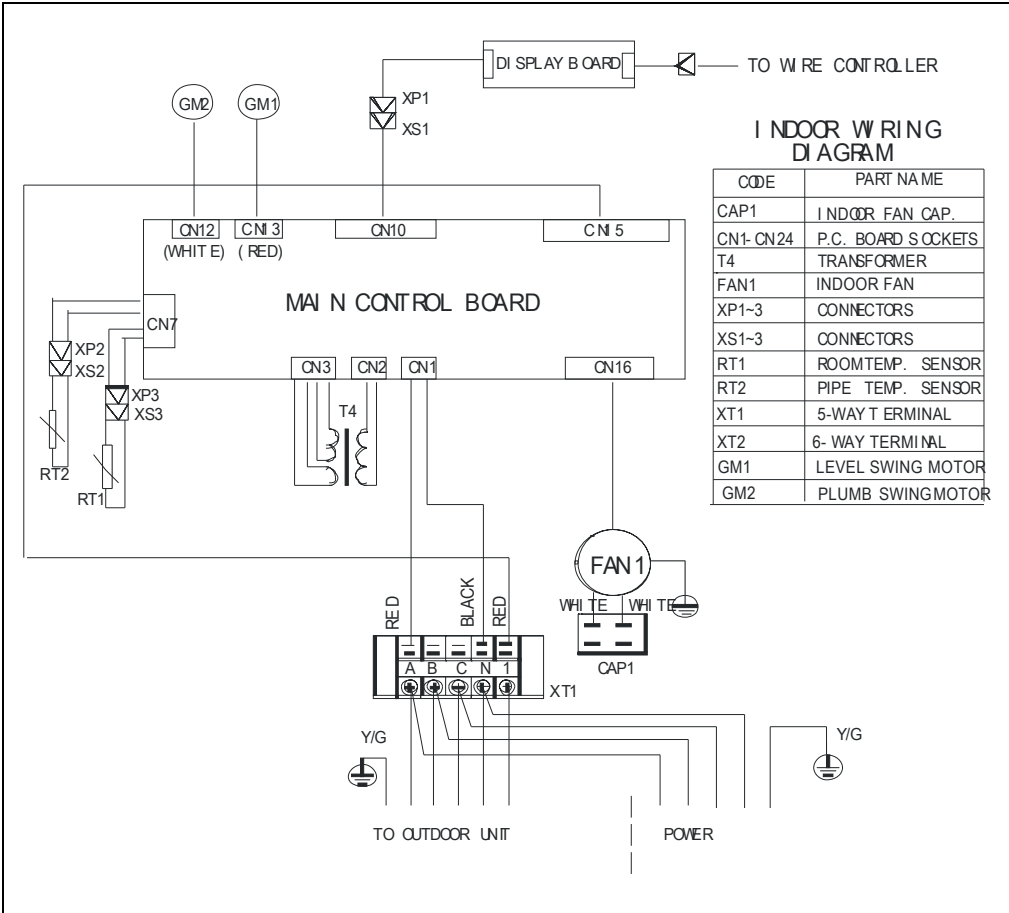 DISPLAY BOARD
TO WIRE CONTROLLER
GM2
GM1
XP1
XS1
INDOOR WIRING
DIAGRAM
CODE PART NAME
CAP1 INDOOR FAN CAP.
CN1-CN24 P.C. BOARD SOCKETS
T4 TRANSFORMER
FAN1 INDOOR FAN
XP1~3 CONNECTORS
XS1~3 CONNECTORS
RT1 ROOMTEMP. SENSOR
RT2 PIPE TEMP. SENSOR
XT1 5-WAY TERMINAL
XT2 6-WAY TERMINAL
GM1 LEVEL SWING MOTOR
GM2 PLUMB SWING MOTOR
CN12 CN13 CN10 CN15
(WHITE) (RED)
MAIN CONTROL BOARD
CN7
XP2
XS2
XP3
XS3
RT2
RT1
CN3 CN2 CN1 CN16
T4
FAN 1
WHITE WHITE
CAP1
RED
BLACK
RED
A B C N 1
XT1
Y/G
Y/G
TO OUTDOOR UNIT
POWER